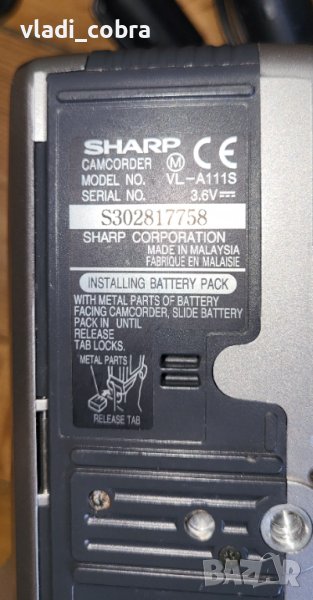 vladi_cobra
SHARP
CAMCORDER M CE
MODEL NO. VL-A111S
SERIAL NO. 3.6V⎓
S302817758
SHARP CORPORATION
MADE IN MALAYSIA
FABRIQUE EN MALAISIE
INSTALLING BATTERY PACK
WITH METAL PARTS OF BATTERY
FACING CAMCORDER, SLIDE BATTERY
PACK IN UNTIL
RELEASE
TAB LOCKS.
METAL PARTS
RELEASE TAB
BAZAR